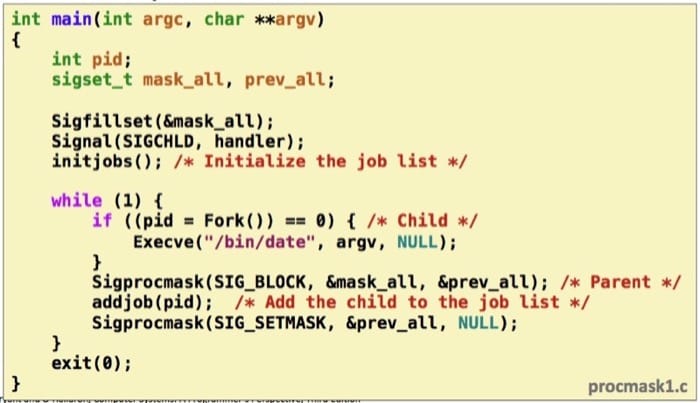 int main(int argc, char **argv)
{
    int pid;
    sigset_t mask_all, prev_all;

    Sigfillset(&mask_all);
    Signal(SIGCHLD, handler);
    initjobs(); /* Initialize the job list */

    while (1) {
        if ((pid = Fork()) == 0) { /* Child */
            Execve("/bin/date", argv, NULL);
        }
        Sigprocmask(SIG_BLOCK, &mask_all, &prev_all); /* Parent */
        addjob(pid);  /* Add the child to the job list */
        Sigprocmask(SIG_SETMASK, &prev_all, NULL);
    }
    exit(0);
}
procmask1.c